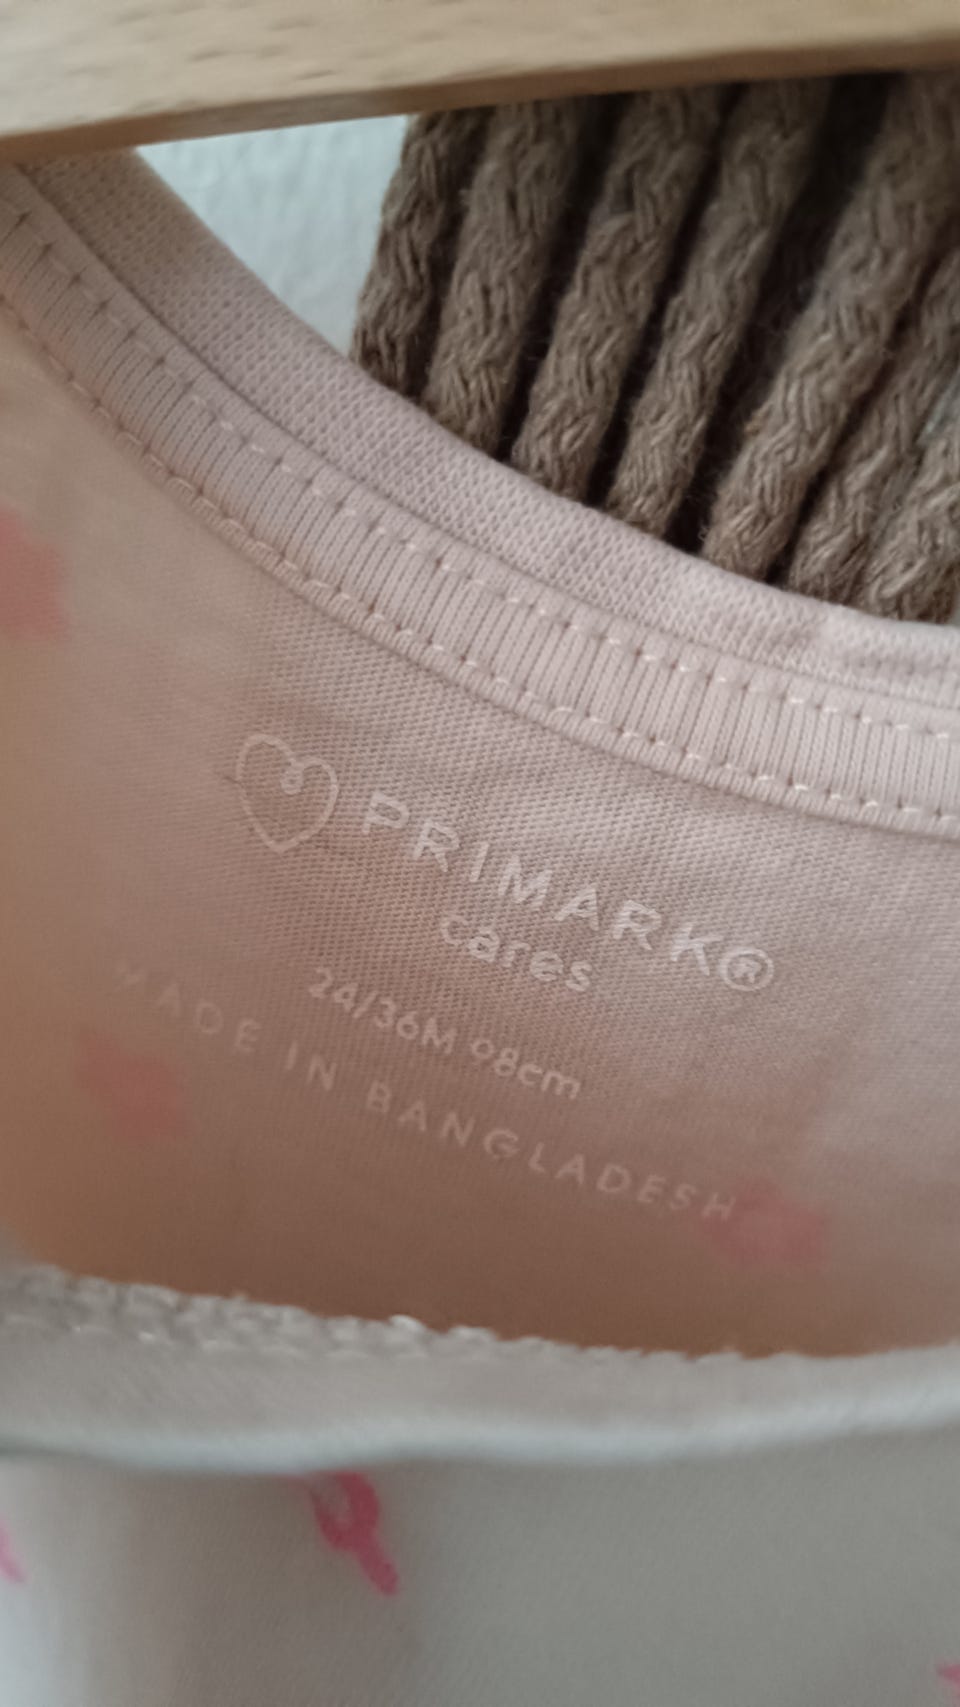 PRIMARK®
cares
24/36M 98cm
MADE IN BANGLADESH